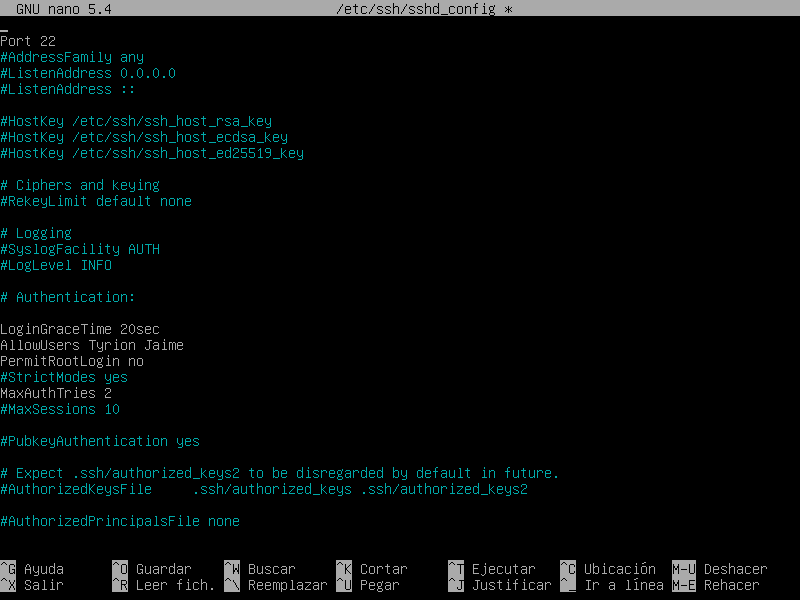 GNU nano 5.4 /etc/ssh/sshd_config *
Port 22
#AddressFamily any
#ListenAddress 0.0.0.0
#ListenAddress ::
#HostKey /etc/ssh/ssh_host_rsa_key
#HostKey /etc/ssh/ssh_host_ecdsa_key
#HostKey /etc/ssh/ssh_host_ed25519_key
# Ciphers and keying
#RekeyLimit default none
# Logging
#SyslogFacility AUTH
#LogLevel INFO
# Authentication:
LoginGraceTime 20sec
AllowUsers Tyrion Jaime
PermitRootLogin no
#StrictModes yes
MaxAuthTries 2
#MaxSessions 10
#PubkeyAuthentication yes
# Expect .ssh/authorized_keys2 to be disregarded by default in future.
#AuthorizedKeysFile .ssh/authorized_keys .ssh/authorized_keys2
#AuthorizedPrincipalsFile none
^G Ayuda ^O Guardar ^W Buscar ^K Cortar ^T Ejecutar ^C Ubicación M-U Deshacer
^X Salir ^R Leer fich. ^\ Reemplazar ^U Pegar ^J Justificar ^_ Ir a línea M-E Rehacer